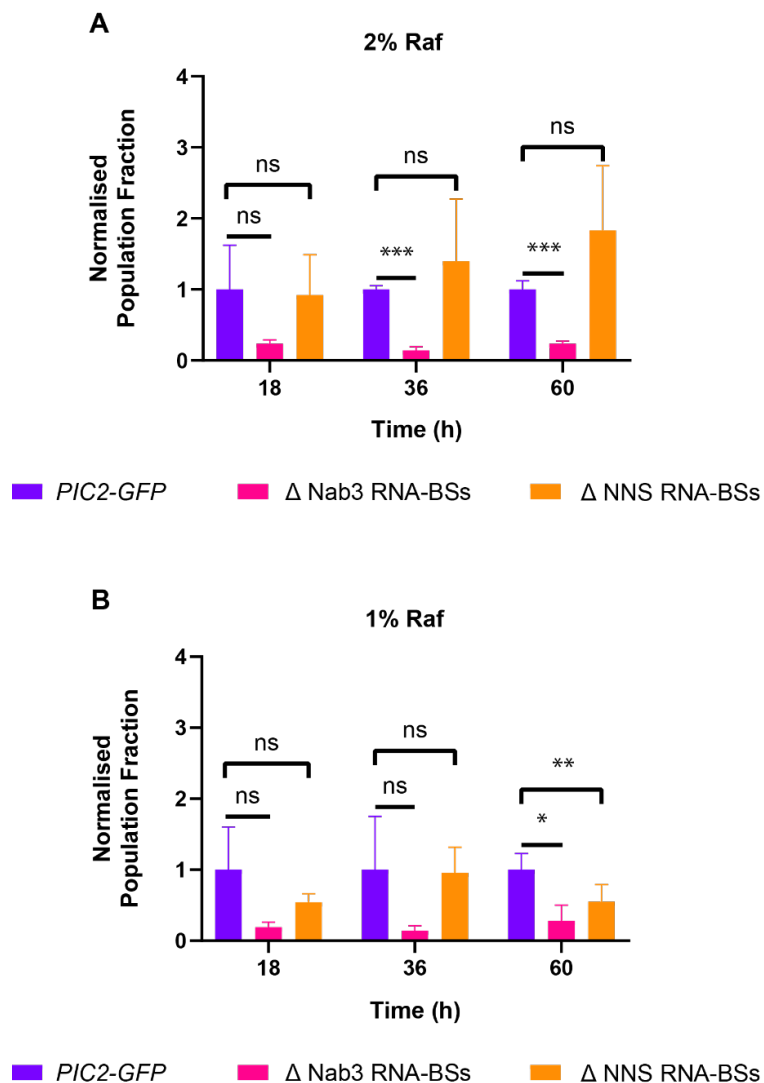 A
2% Raf
Normalised
Population Fraction
4
3
2
1
0
ns
ns
ns
***
ns
***
18
36
60
Time (h)
PIC2-GFP
Δ Nab3 RNA-BSs
Δ NNS RNA-BSs
B
1% Raf
Normalised
Population Fraction
4
3
2
1
0
ns
ns
ns
ns
**
*
18
36
60
Time (h)
PIC2-GFP
Δ Nab3 RNA-BSs
Δ NNS RNA-BSs